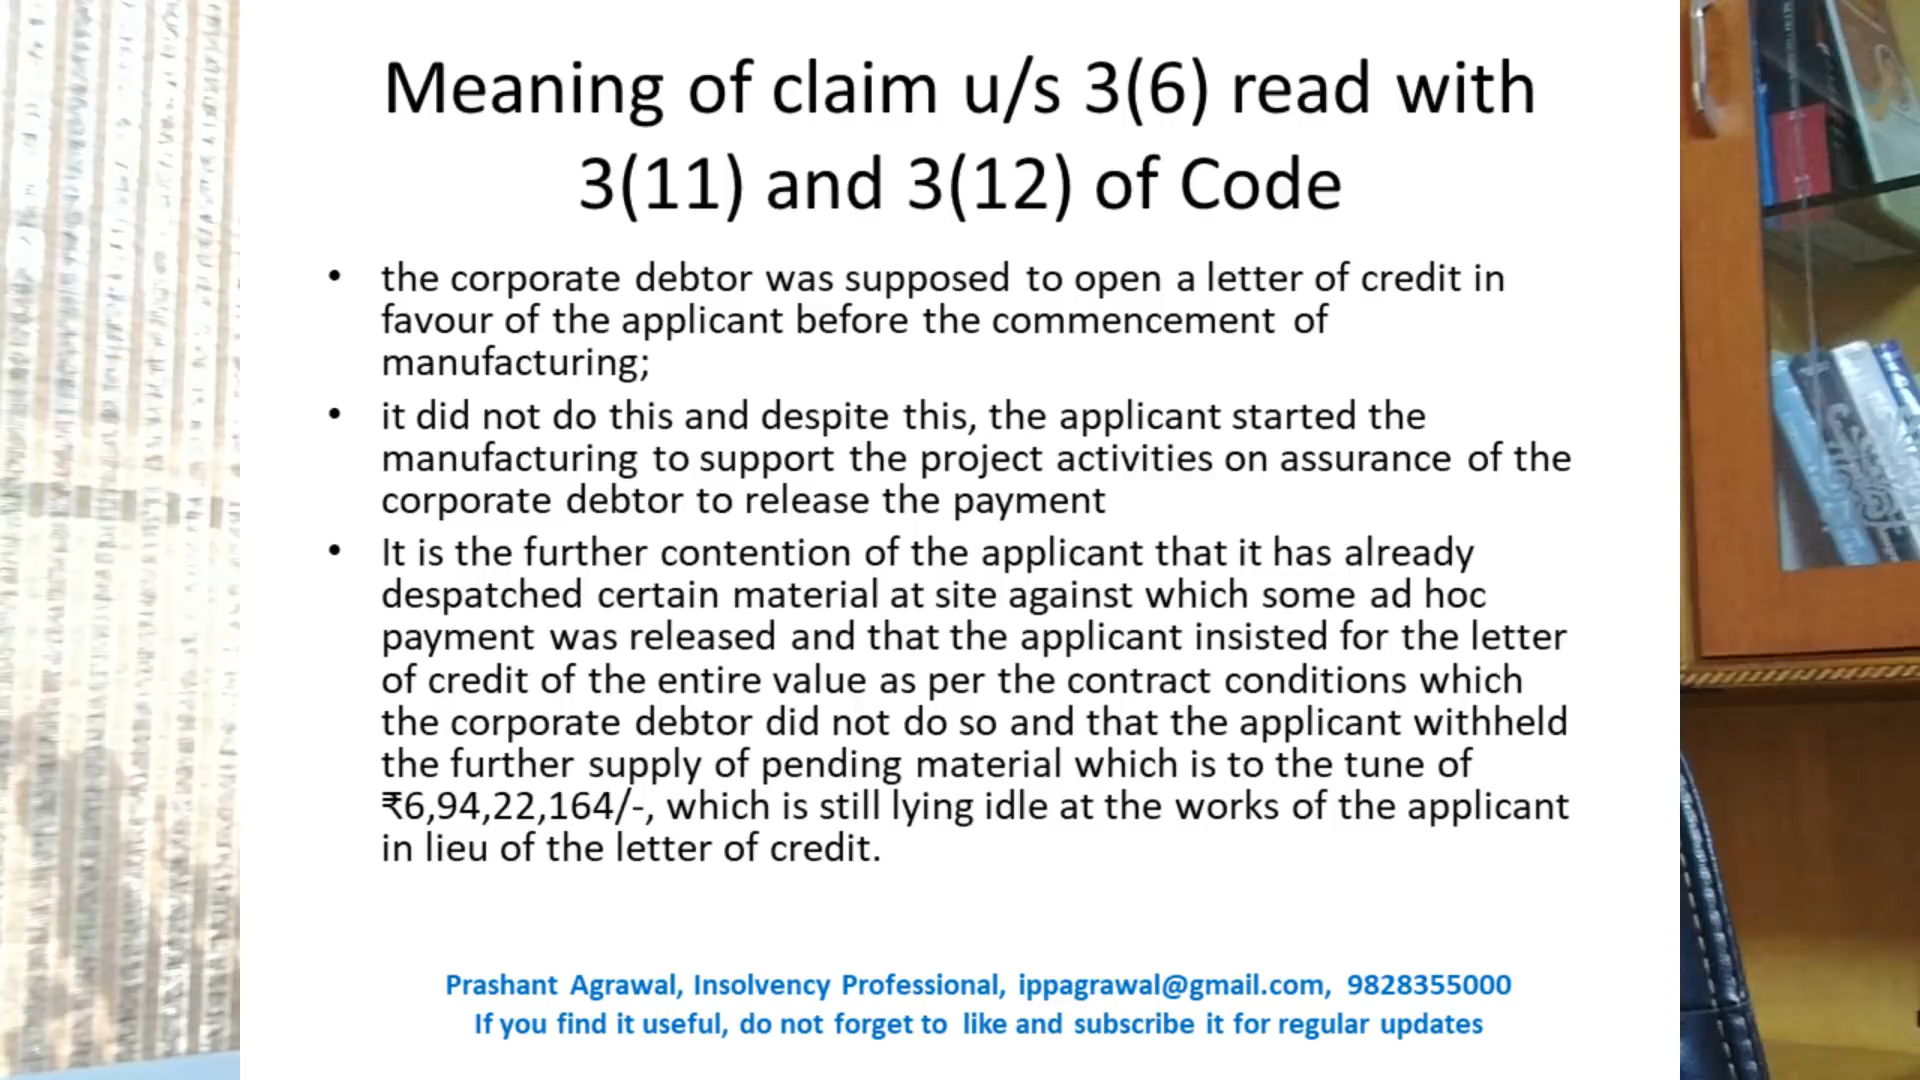 Meaning of claim u/s 3(6) read with
3(11) and 3(12) of Code
• the corporate debtor was supposed to open a letter of credit in
favour of the applicant before the commencement of
manufacturing;
• it did not do this and despite this, the applicant started the
manufacturing to support the project activities on assurance of the
corporate debtor to release the payment
• It is the further contention of the applicant that it has already
despatched certain material at site against which some ad hoc
payment was released and that the applicant insisted for the letter
of credit of the entire value as per the contract conditions which
the corporate debtor did not do so and that the applicant withheld
the further supply of pending material which is to the tune of
₹6,94,22,164/-, which is still lying idle at the works of the applicant
in lieu of the letter of credit.
Prashant Agrawal, Insolvency Professional, ippagrawal@gmail.com, 9828355000
If you find it useful, do not forget to like and subscribe it for regular updates